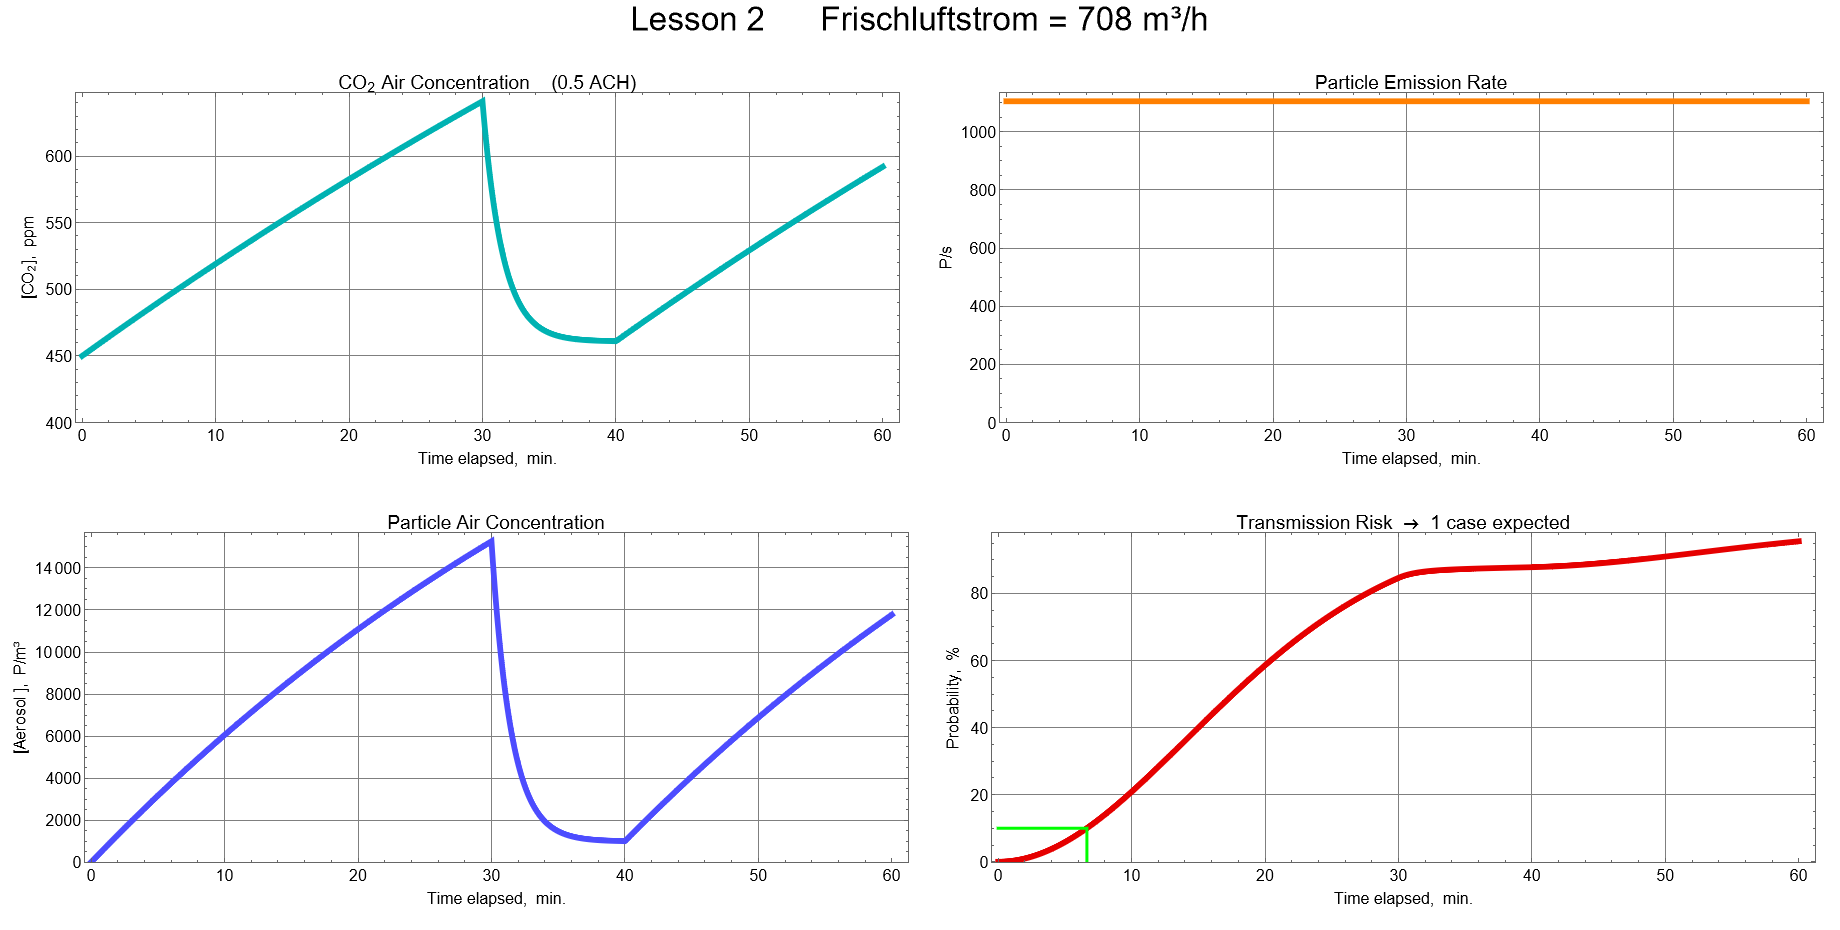 Lesson 2 Frischluftstrom = 708 m³/h
CO₂ Air Concentration (0.5 ACH)
[CO₂], ppm
600
550
500
450
400
0 10 20 30 40 50 60
Time elapsed, min.
Particle Emission Rate
P/s
1000
800
600
400
200
0
0 10 20 30 40 50 60
Time elapsed, min.
Particle Air Concentration
[Aerosol ], P/m³
14 000
12 000
10 000
8000
6000
4000
2000
0
0 10 20 30 40 50 60
Time elapsed, min.
Transmission Risk → 1 case expected
Probability, %
80
60
40
20
0
0 10 20 30 40 50 60
Time elapsed, min.